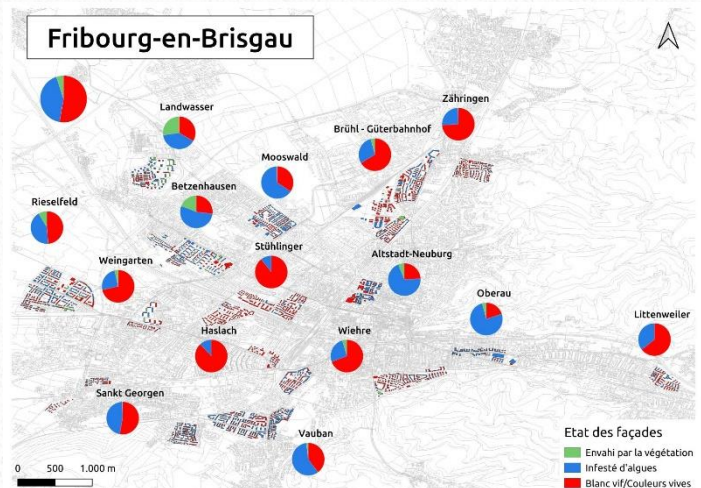 Fribourg-en-Brisgau
Zähringen
Landwasser
Brühl - Güterbahnhof
Mooswald
Betzenhausen
Rieselfeld
Stühlinger
Altstadt-Neuburg
Weingarten
Oberau
Littenweiler
Haslach
Wiehre
Sankt Georgen
Vauban
Etat des façades
Envahi par la végétation
Infesté d'algues
Blanc vif/Couleurs vives
0 500 1.000 m